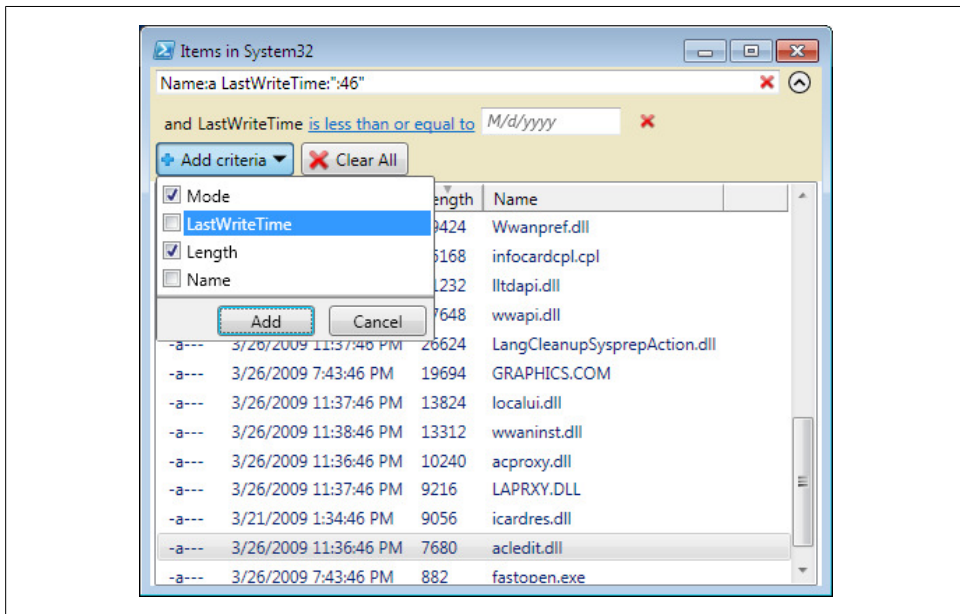 Items in System32
Name:a LastWriteTime:":46"
and LastWriteTime is less than or equal to M/d/yyyy
Add criteria Clear All
Mode
LastWriteTime
Length
Name
Add Cancel
Name
Wwanpref.dll
infocardcpl.cpl
lltdapi.dll
wwapi.dll
-a--- 3/26/2009 11:37:46 PM 26624 LangCleanupSysprepAction.dll
-a--- 3/26/2009 7:43:46 PM 19694 GRAPHICS.COM
-a--- 3/26/2009 11:37:46 PM 13824 localui.dll
-a--- 3/26/2009 11:38:46 PM 13312 wwaninst.dll
-a--- 3/26/2009 11:36:46 PM 10240 acproxy.dll
-a--- 3/26/2009 11:37:46 PM 9216 LAPRXY.DLL
-a--- 3/21/2009 1:34:46 PM 9056 icardres.dll
-a--- 3/26/2009 11:36:46 PM 7680 acledit.dll
-a--- 3/26/2009 7:43:46 PM 882 fastopen.exe